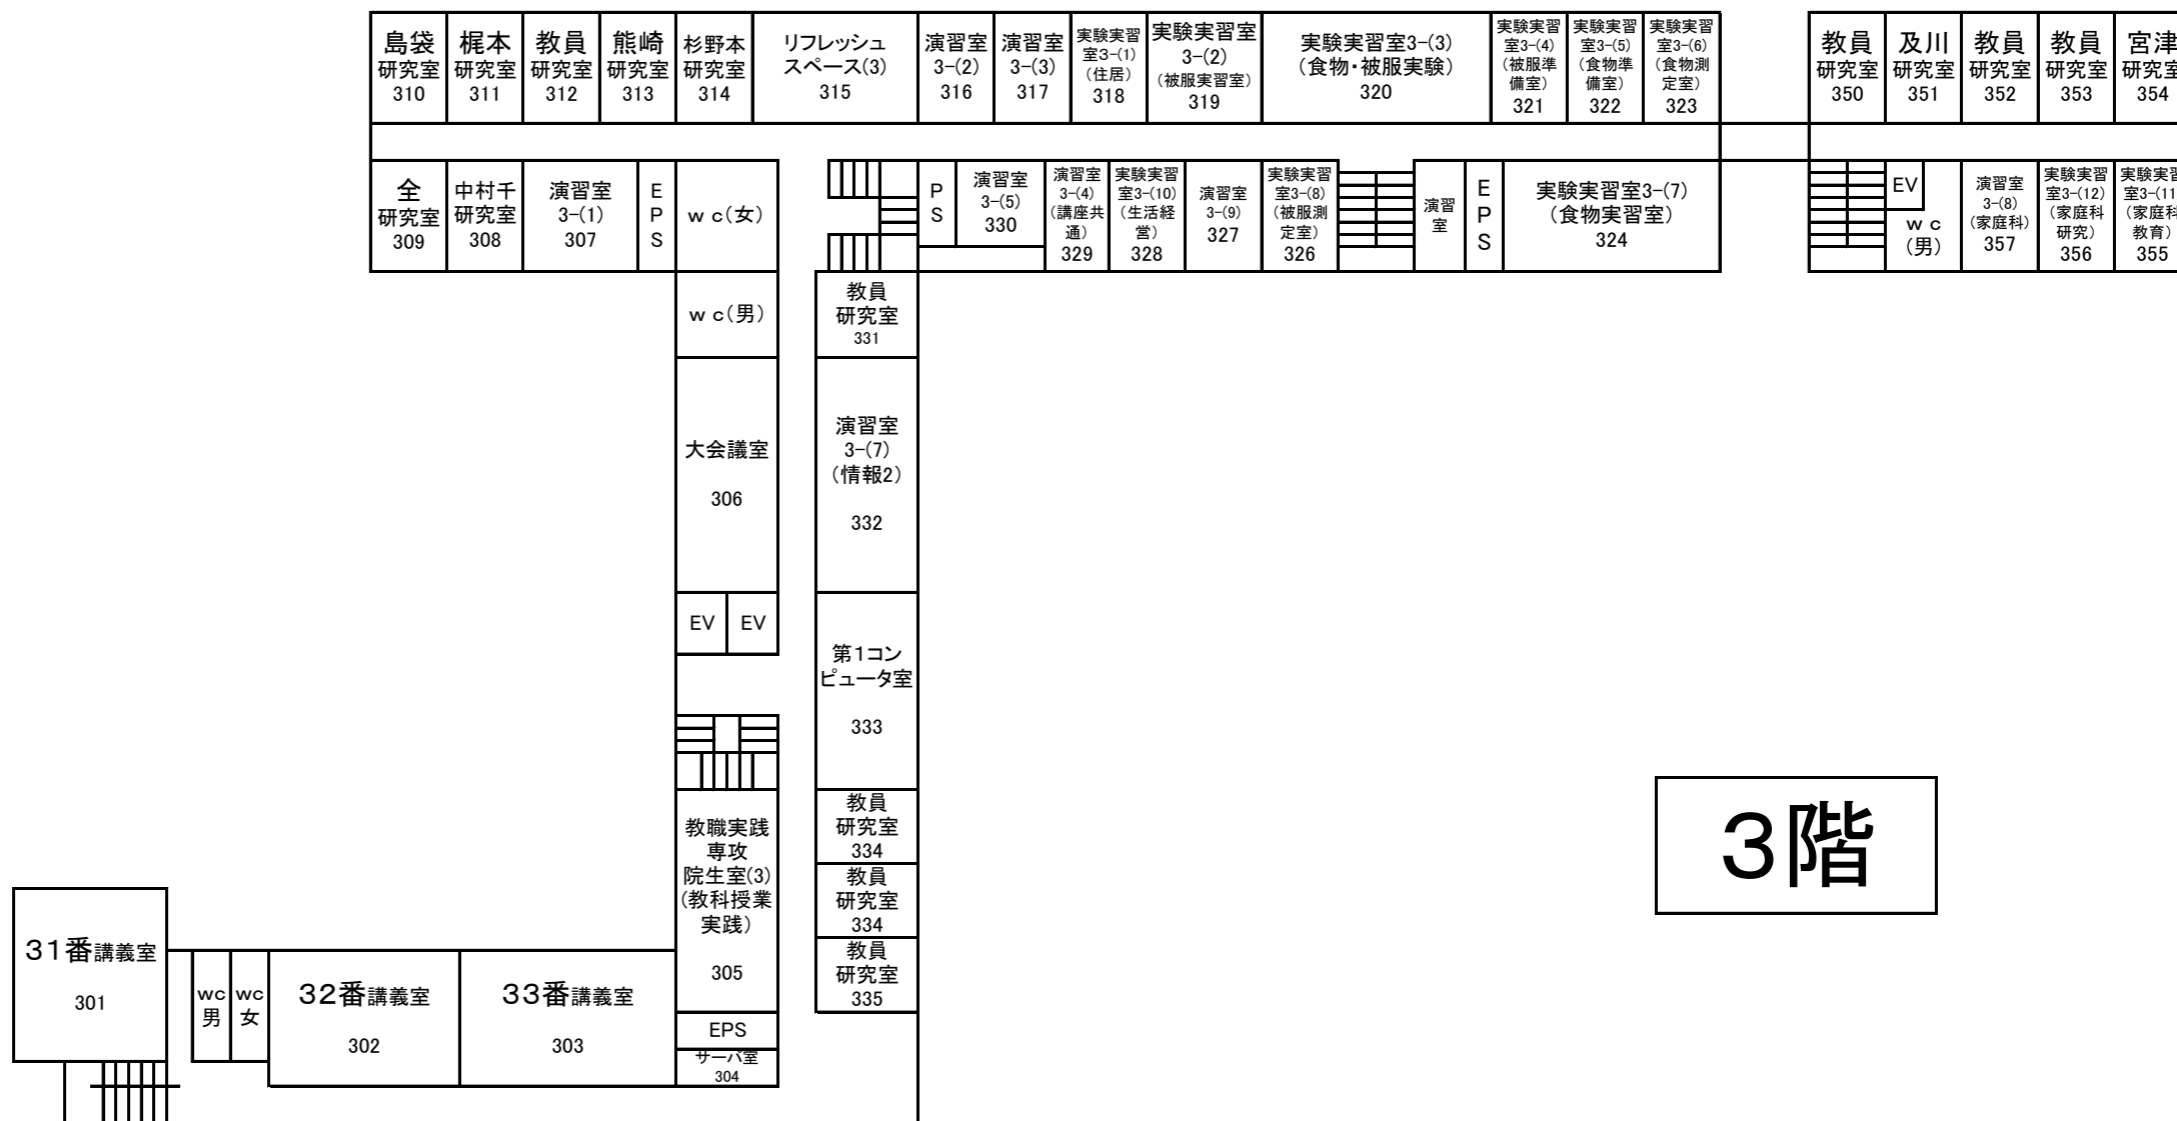 島袋
研究室
310
梶本
研究室
311
教員
研究室
312
熊崎
研究室
313
杉野本
研究室
314
リフレッシュ
スペース(3)
315
演習室
3-(2)
316
演習室
3-(3)
317
実験実習
室3-(1)
（住居）
318
実験実習室
3-(2)
（被服実習室）
319
実験実習室3-(3)
（食物・被服実験）
320
実験実習
室3-(4)
（被服準
備室）
321
実験実習
室3-(5)
（食物準
備室）
322
実験実習
室3-(6)
（食物測
定室）
323
教員
研究室
350
及川
研究室
351
教員
研究室
352
教員
研究室
353
宮津
研究室
354
全
研究室
309
中村千
研究室
308
演習室
3-(1)
307
E
P
S
ｗｃ(女)
P
S
演習室
3-(5)
330
演習室
3-(4)
（講座共
通）
329
実験実習
室3-(10)
（生活経
営）
328
演習室
3-(9)
327
実験実習
室3-(8)
（被服測
定室）
326
演習
室
E
P
S
実験実習室3-(7)
（食物実習室）
324
EV
ｗｃ
(男)
演習室
3-(8)
（家庭科）
357
実験実習
室3-(12)
（家庭科
研究）
356
実験実習
室3-(11)
（家庭科
教育）
355
ｗｃ(男)
教員
研究室
331
大会議室
306
演習室
3-(7)
（情報2）
332
EV
EV
第1コン
ピュータ室
333
教職実践
専攻
院生室(3)
（教科授業
実践）
305
教員
研究室
334
教員
研究室
334
教員
研究室
335
3階
31番講義室
301
wc
男
wc
女
32番講義室
302
33番講義室
303
EPS
サーバ室
304